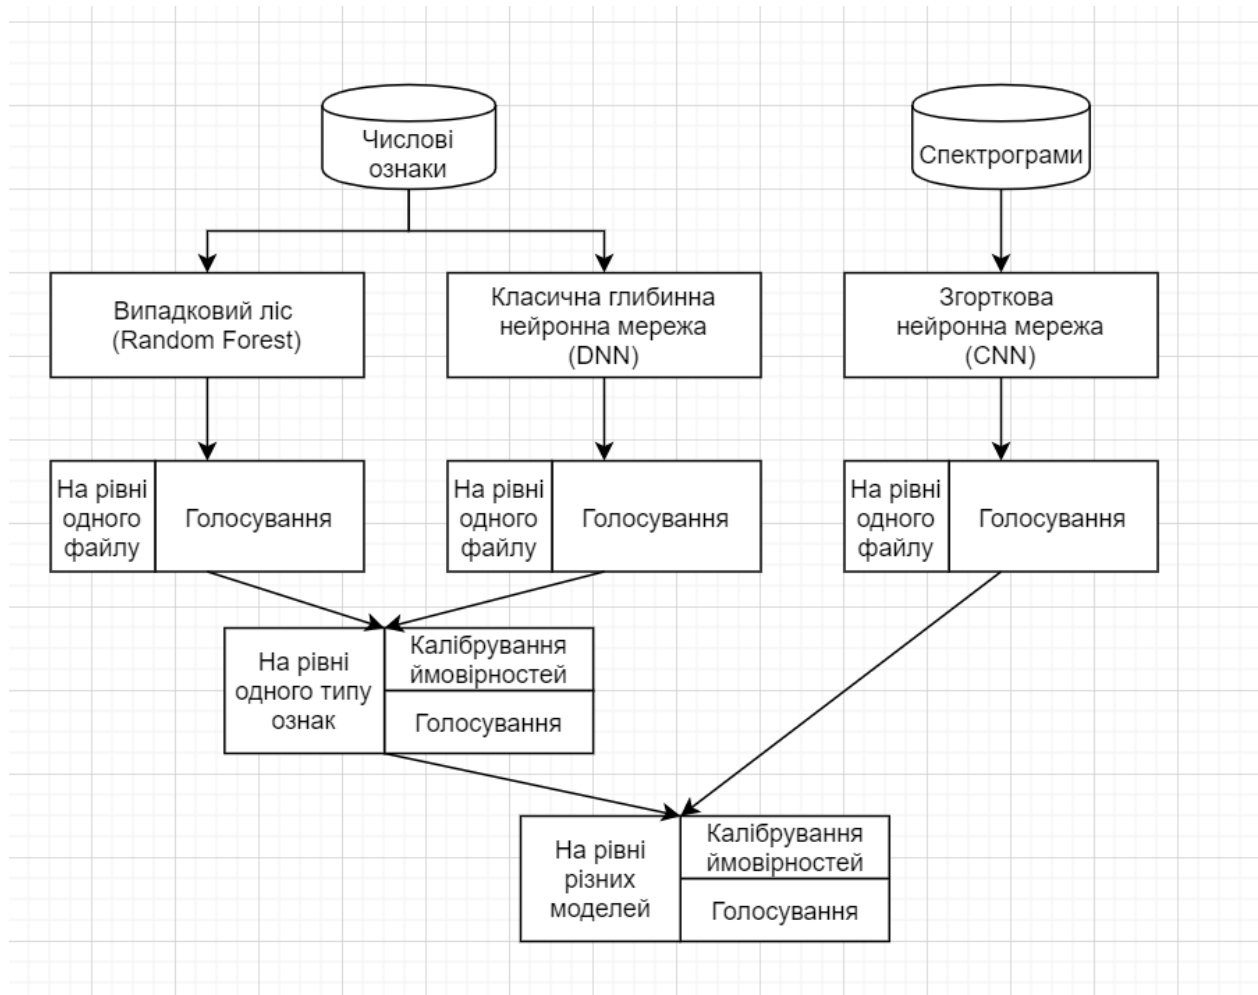 Числові
ознаки
Спектрограми
Випадковий ліс
(Random Forest)
Класична глибинна
нейронна мережа
(DNN)
Згорткова
нейронна мережа
(CNN)
На рівні
одного
файлу
Голосування
На рівні
одного
файлу
Голосування
На рівні
одного
файлу
Голосування
На рівні
одного типу
ознак
Калібрування
ймовірностей
Голосування
На рівні
різних
моделей
Калібрування
ймовірностей
Голосування